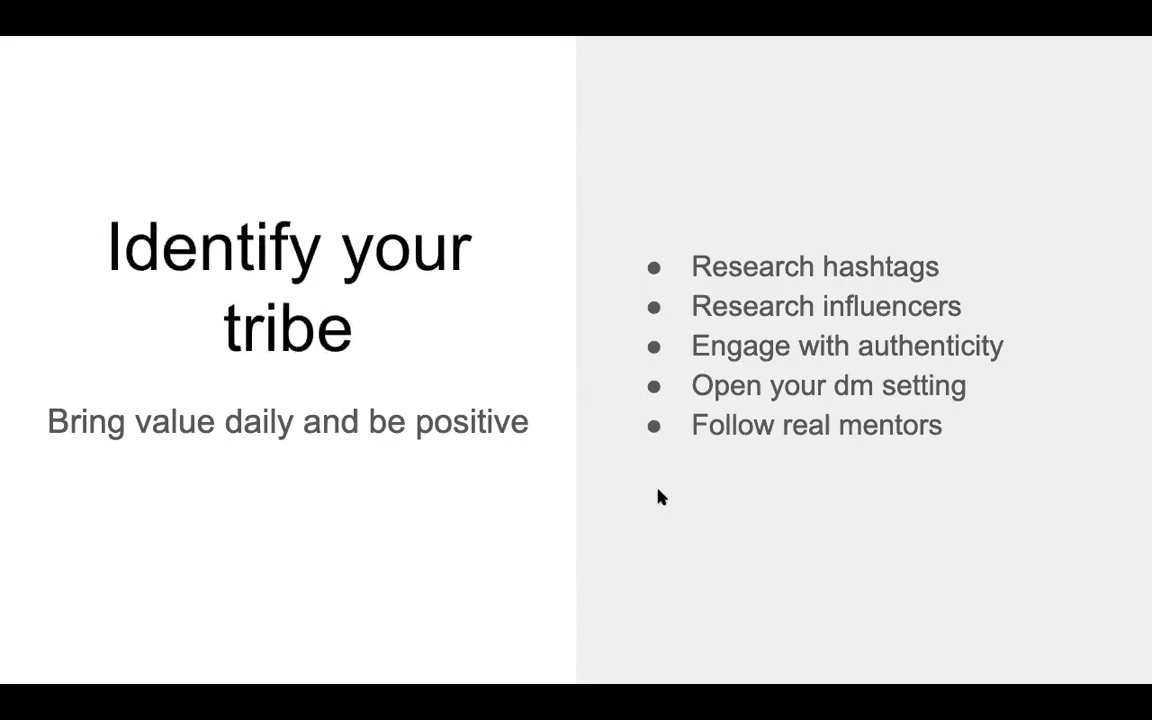 Identify your
tribe
Bring value daily and be positive
● Research hashtags
● Research influencers
● Engage with authenticity
● Open your dm setting
● Follow real mentors